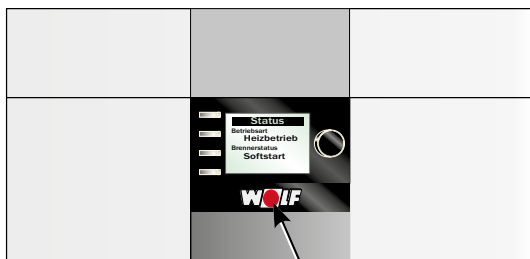 Status
Betriebsart
Heizbetrieb
Brennerstatus
Softstart
WOLF